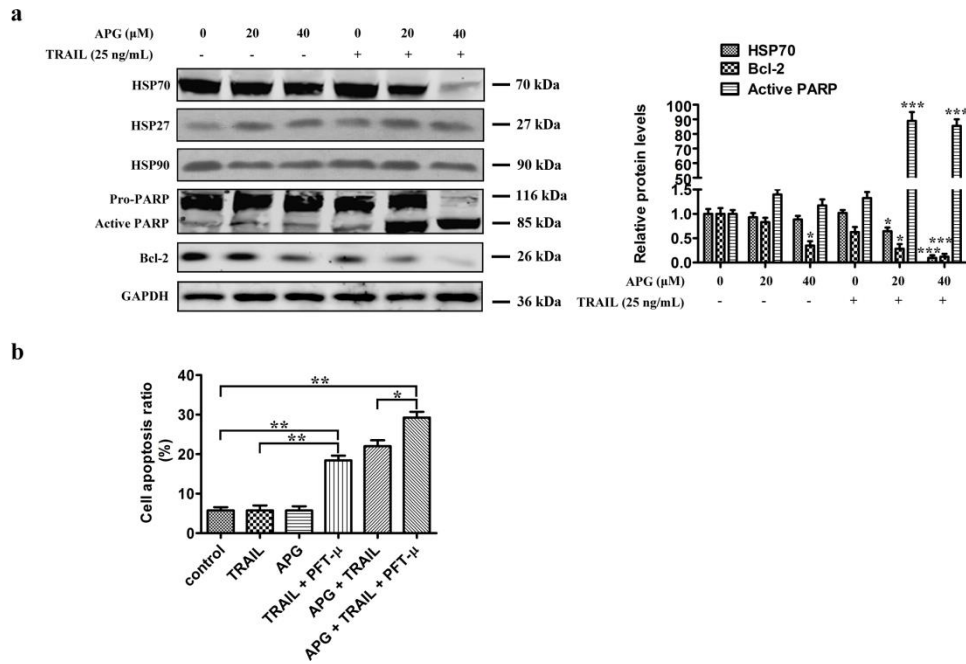 a
APG (μM) 0 20 40 0 20 40
TRAIL (25 ng/mL) - - - + + +
HSP70 70 kDa
HSP27 27 kDa
HSP90 90 kDa
Pro-PARP 116 kDa
Active PARP 85 kDa
Bcl-2 26 kDa
GAPDH 36 kDa
HSP70
Bcl-2
Active PARP
Relative protein levels
100
90
80
70
60
50
40
1.5
1.0
0.5
0.0
* * * *** *** *** ***
APG (μM) 0 20 40 0 20 40
TRAIL (25 ng/mL) - - - + + +
b
Cell apoptosis ratio
(%)
40
30
20
10
0
**
*
**
**
control
TRAIL
APG
TRAIL + PFT-μ
APG + TRAIL
APG + TRAIL + PFT-μ